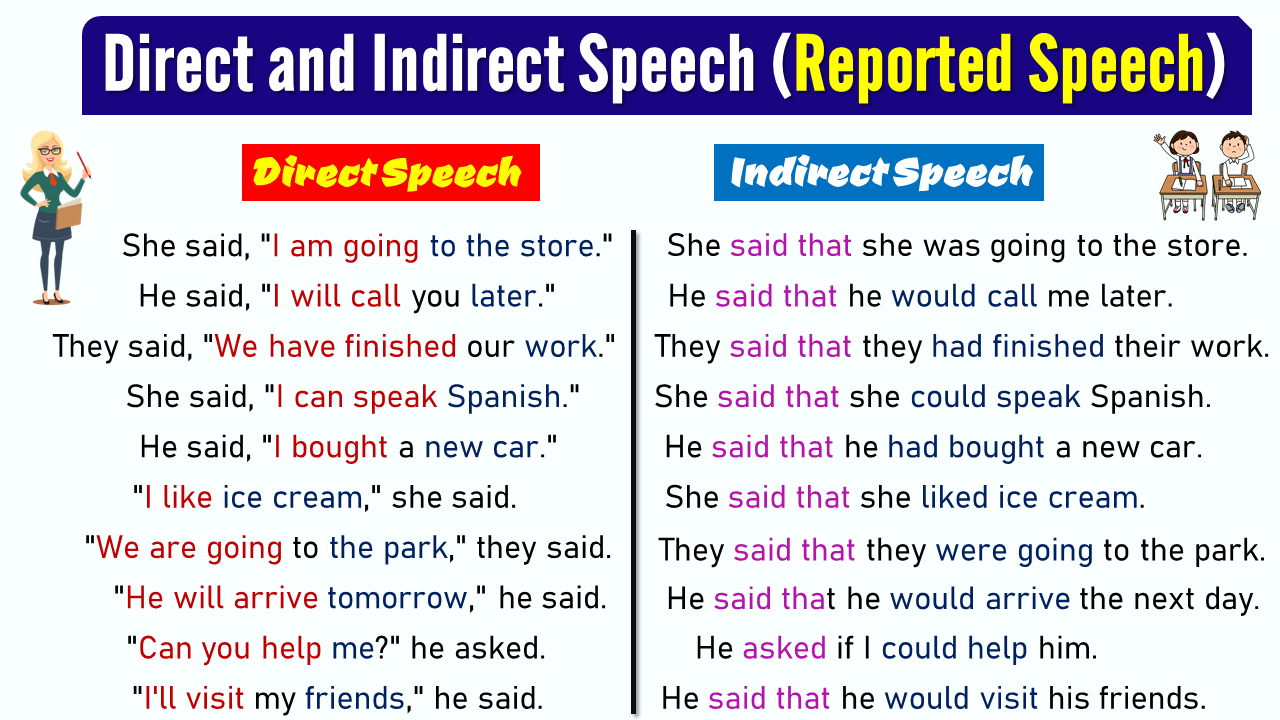 Direct and Indirect Speech (Reported Speech)
Direct Speech
Indirect Speech
She said, "I am going to the store."
She said that she was going to the store.
He said, "I will call you later."
He said that he would call me later.
They said, "We have finished our work."
They said that they had finished their work.
She said, "I can speak Spanish."
She said that she could speak Spanish.
He said, "I bought a new car."
He said that he had bought a new car.
"I like ice cream," she said.
She said that she liked ice cream.
"We are going to the park," they said.
They said that they were going to the park.
"He will arrive tomorrow," he said.
He said that he would arrive the next day.
"Can you help me?" he asked.
He asked if I could help him.
"I'll visit my friends," he said.
He said that he would visit his friends.